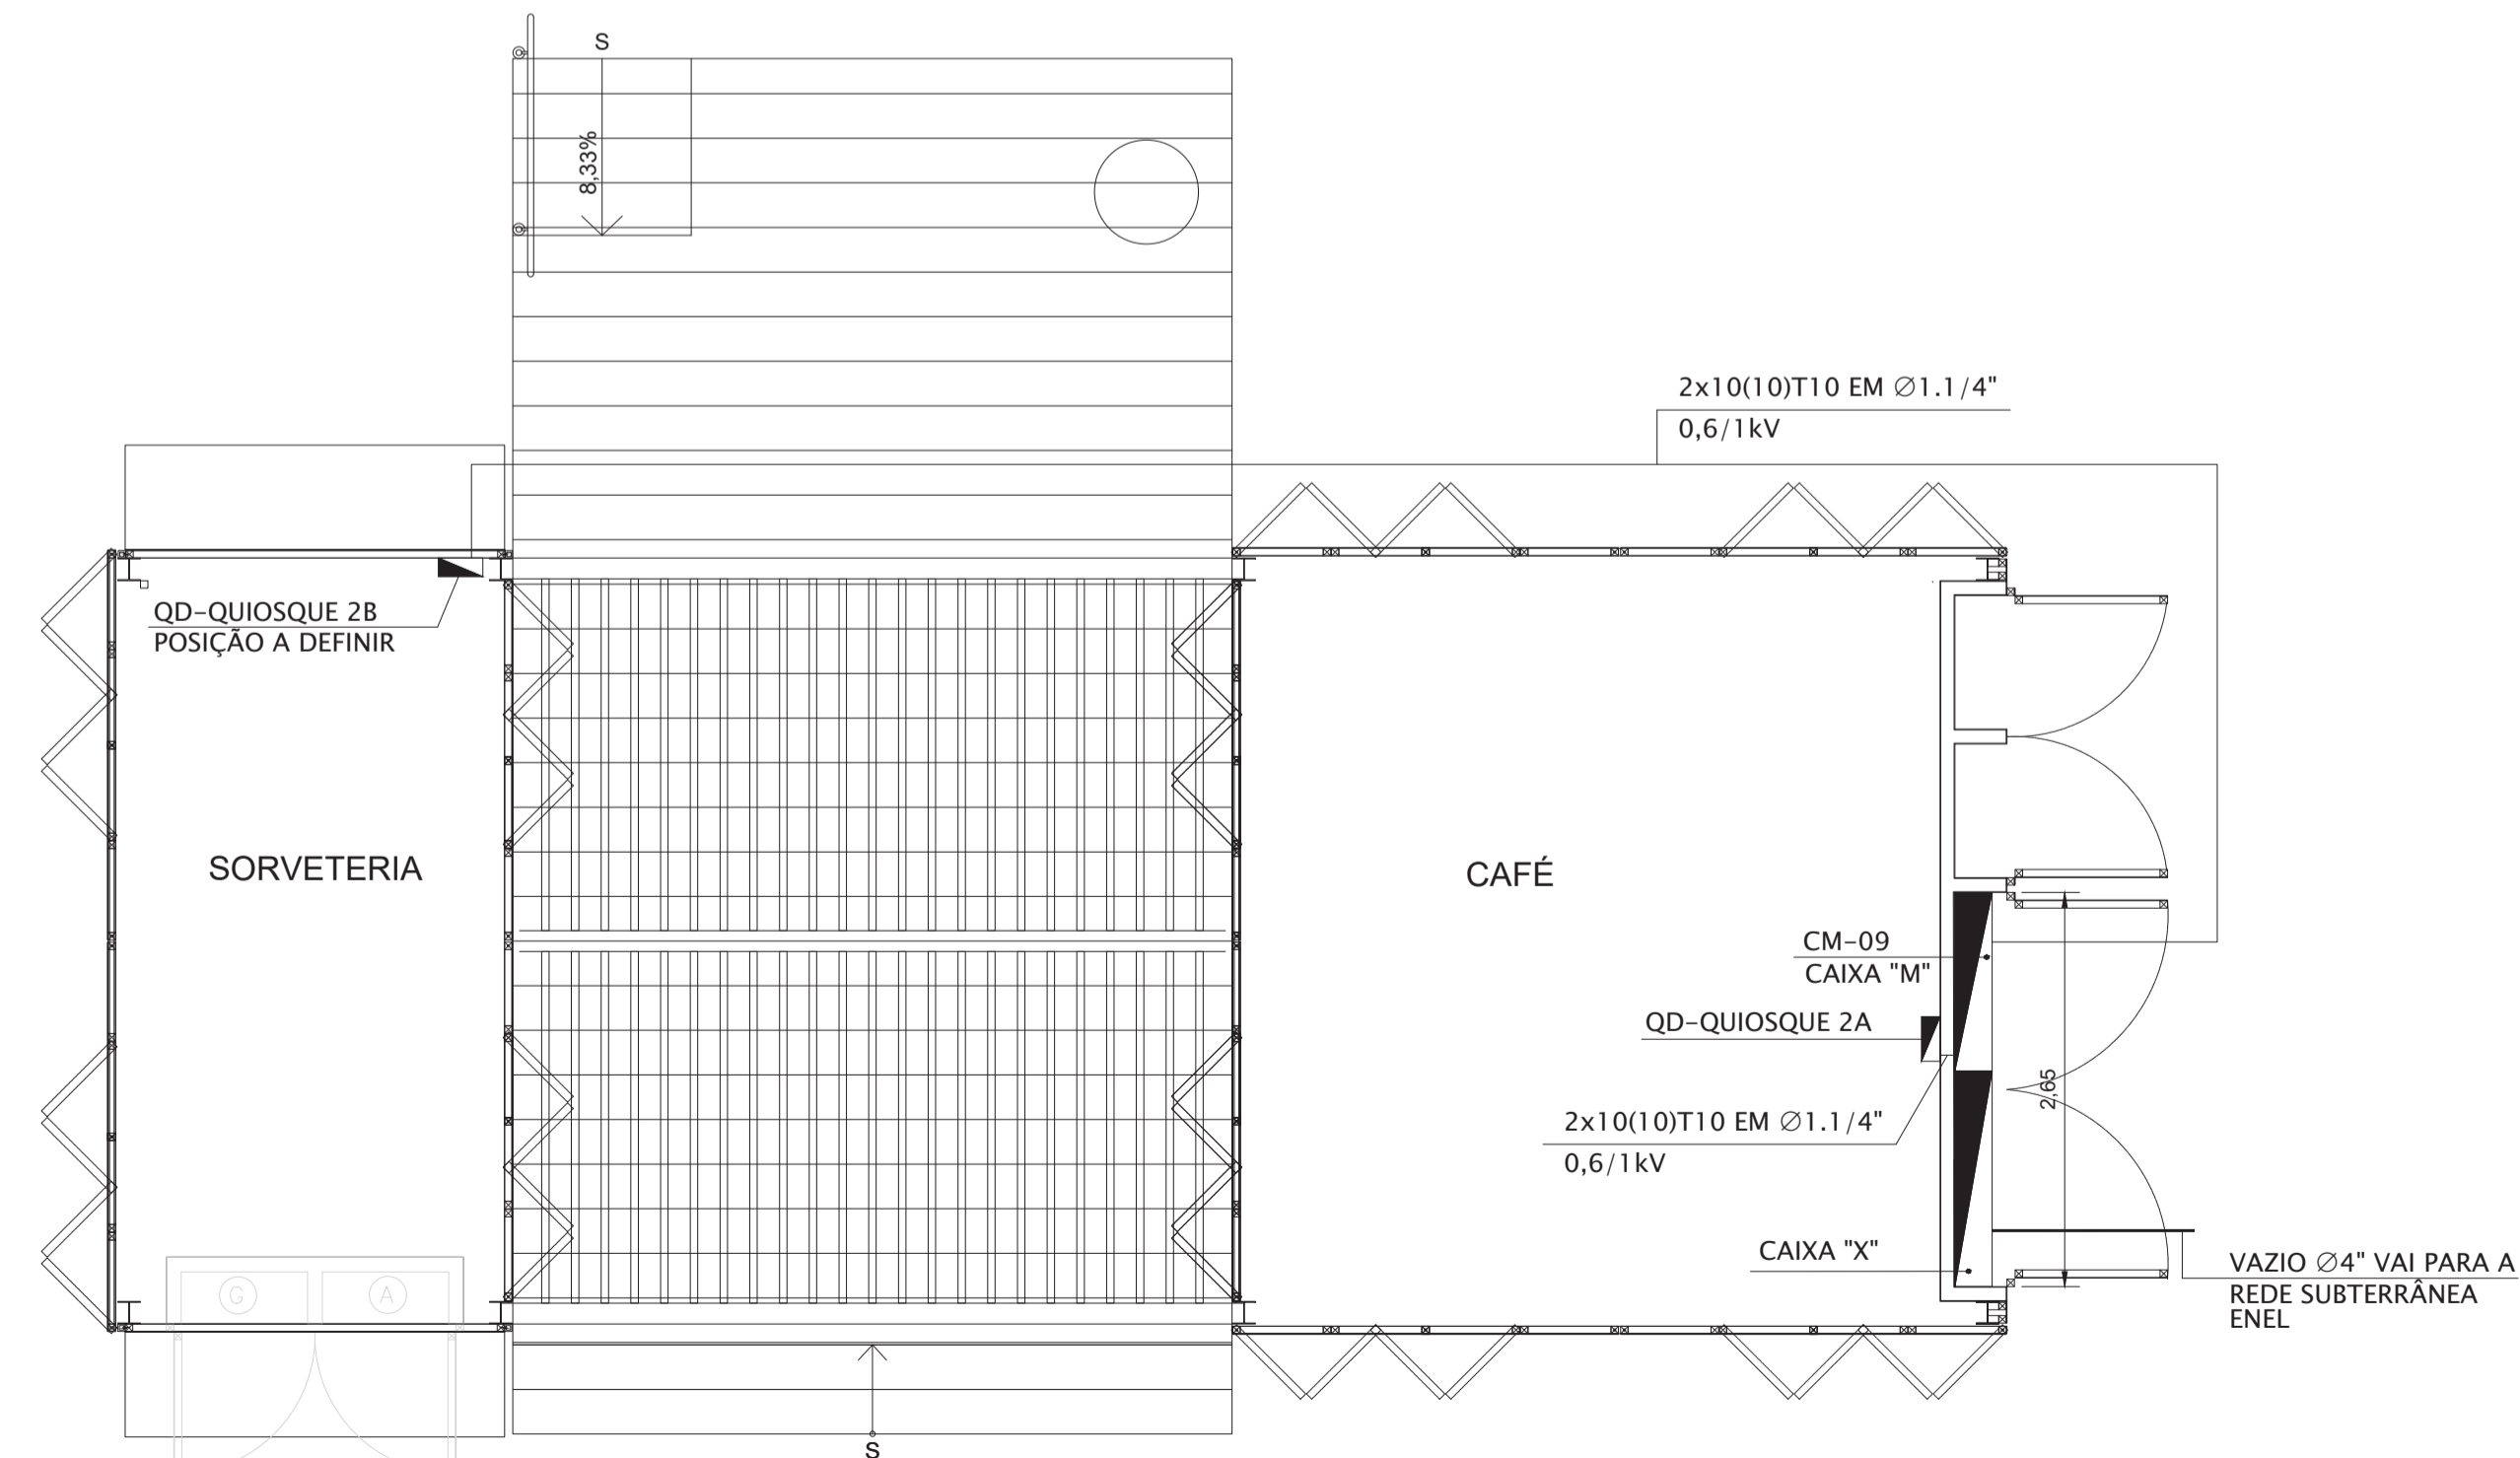 S
8,33%
2x10(10)T10 EM ∅1.1/4"
0,6/1kV
QD-QUIOSQUE 2B
POSIÇÃO A DEFINIR
SORVETERIA
CAFÉ
CM-09
CAIXA "M"
QD-QUIOSQUE 2A
2,65
2x10(10)T10 EM ∅1.1/4"
0,6/1kV
CAIXA "X"
VAZIO ∅4" VAI PARA A
REDE SUBTERRÂNEA
ENEL
G
A
S